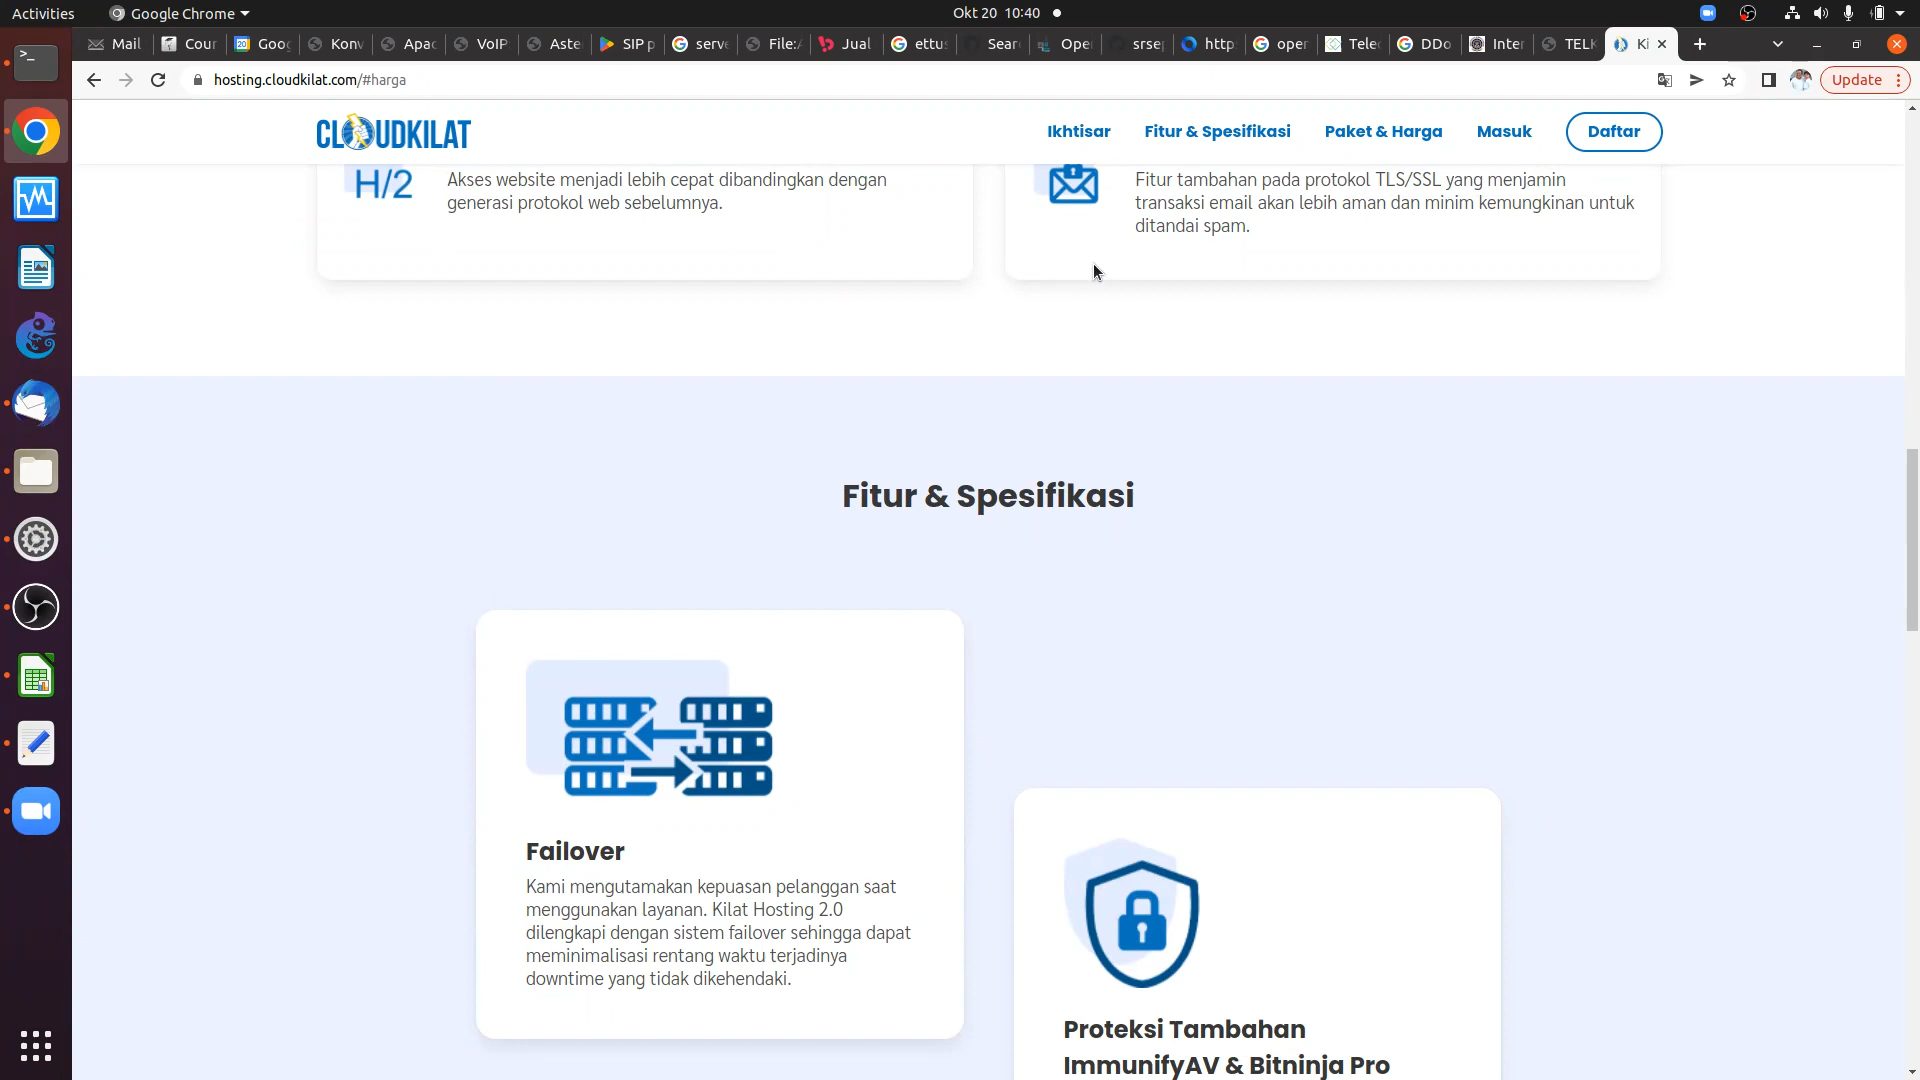 Activities
Google Chrome
Okt 20 10:40
Mail
Cour
20
Goog
Konv
Apac
VoIP
Aste
SIP p
serve
File:
Jual
ettus
Sear
Oper
srse
http
oper
Tele
DDo
Inter
TELK
Ki
hosting.cloudkilat.com/#harga
Update
CLOUDKILAT
Ikhtisar
Fitur & Spesifikasi
Paket & Harga
Masuk
Daftar
H/2
Akses website menjadi lebih cepat dibandingkan dengan
generasi protokol web sebelumnya.
Fitur tambahan pada protokol TLS/SSL yang menjamin
transaksi email akan lebih aman dan minim kemungkinan untuk
ditandai spam.
Fitur & Spesifikasi
Failover
Kami mengutamakan kepuasan pelanggan saat
menggunakan layanan. Kilat Hosting 2.0
dilengkapi dengan sistem failover sehingga dapat
meminimalisasi rentang waktu terjadinya
downtime yang tidak dikehendaki.
Proteksi Tambahan
ImmunifyAV & Bitninja Pro